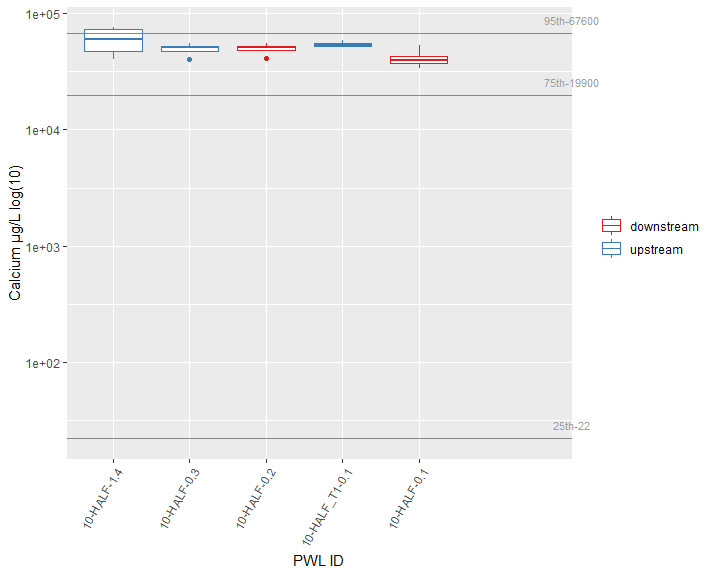 1e+05
1e+04
1e+03
1e+02
Calcium µg/L log(10)
95th-67600
75th-19900
25th-22
10-HALF-1.4
10-HALF-0.3
10-HALF-0.2
10-HALF_T1-0.1
10-HALF-0.1
PWL ID
downstream
upstream